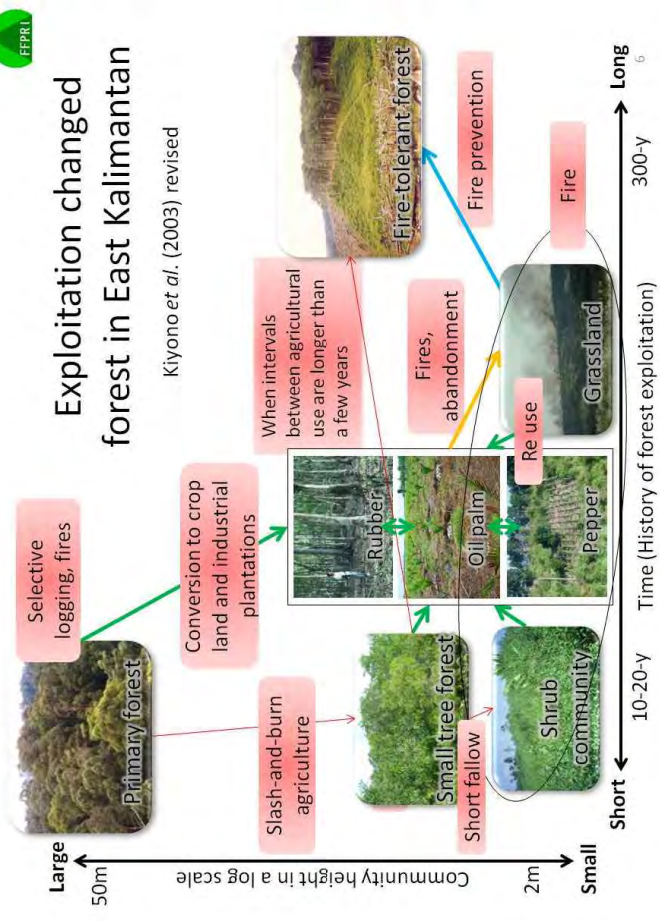 FFPRI
Exploitation changed
forest in East Kalimantan
Kiyono et al. (2003) revised
Large
50m
Community height in a log scale
2m
Small
Selective
logging, fires
Primary forest
Conversion to crop
land and industrial
plantations
Slash-and-burn
agriculture
When intervals
between agricultural
use are longer than
a few years
Fire-tolerant forest
Small tree forest
Rubber
Oil palm
Pepper
Fires,
abandonment
Fire prevention
Short fallow
Shrub
community
Re use
Grassland
Fire
Short
10-20-y
Time (History of forest exploitation)
300-y
Long
6